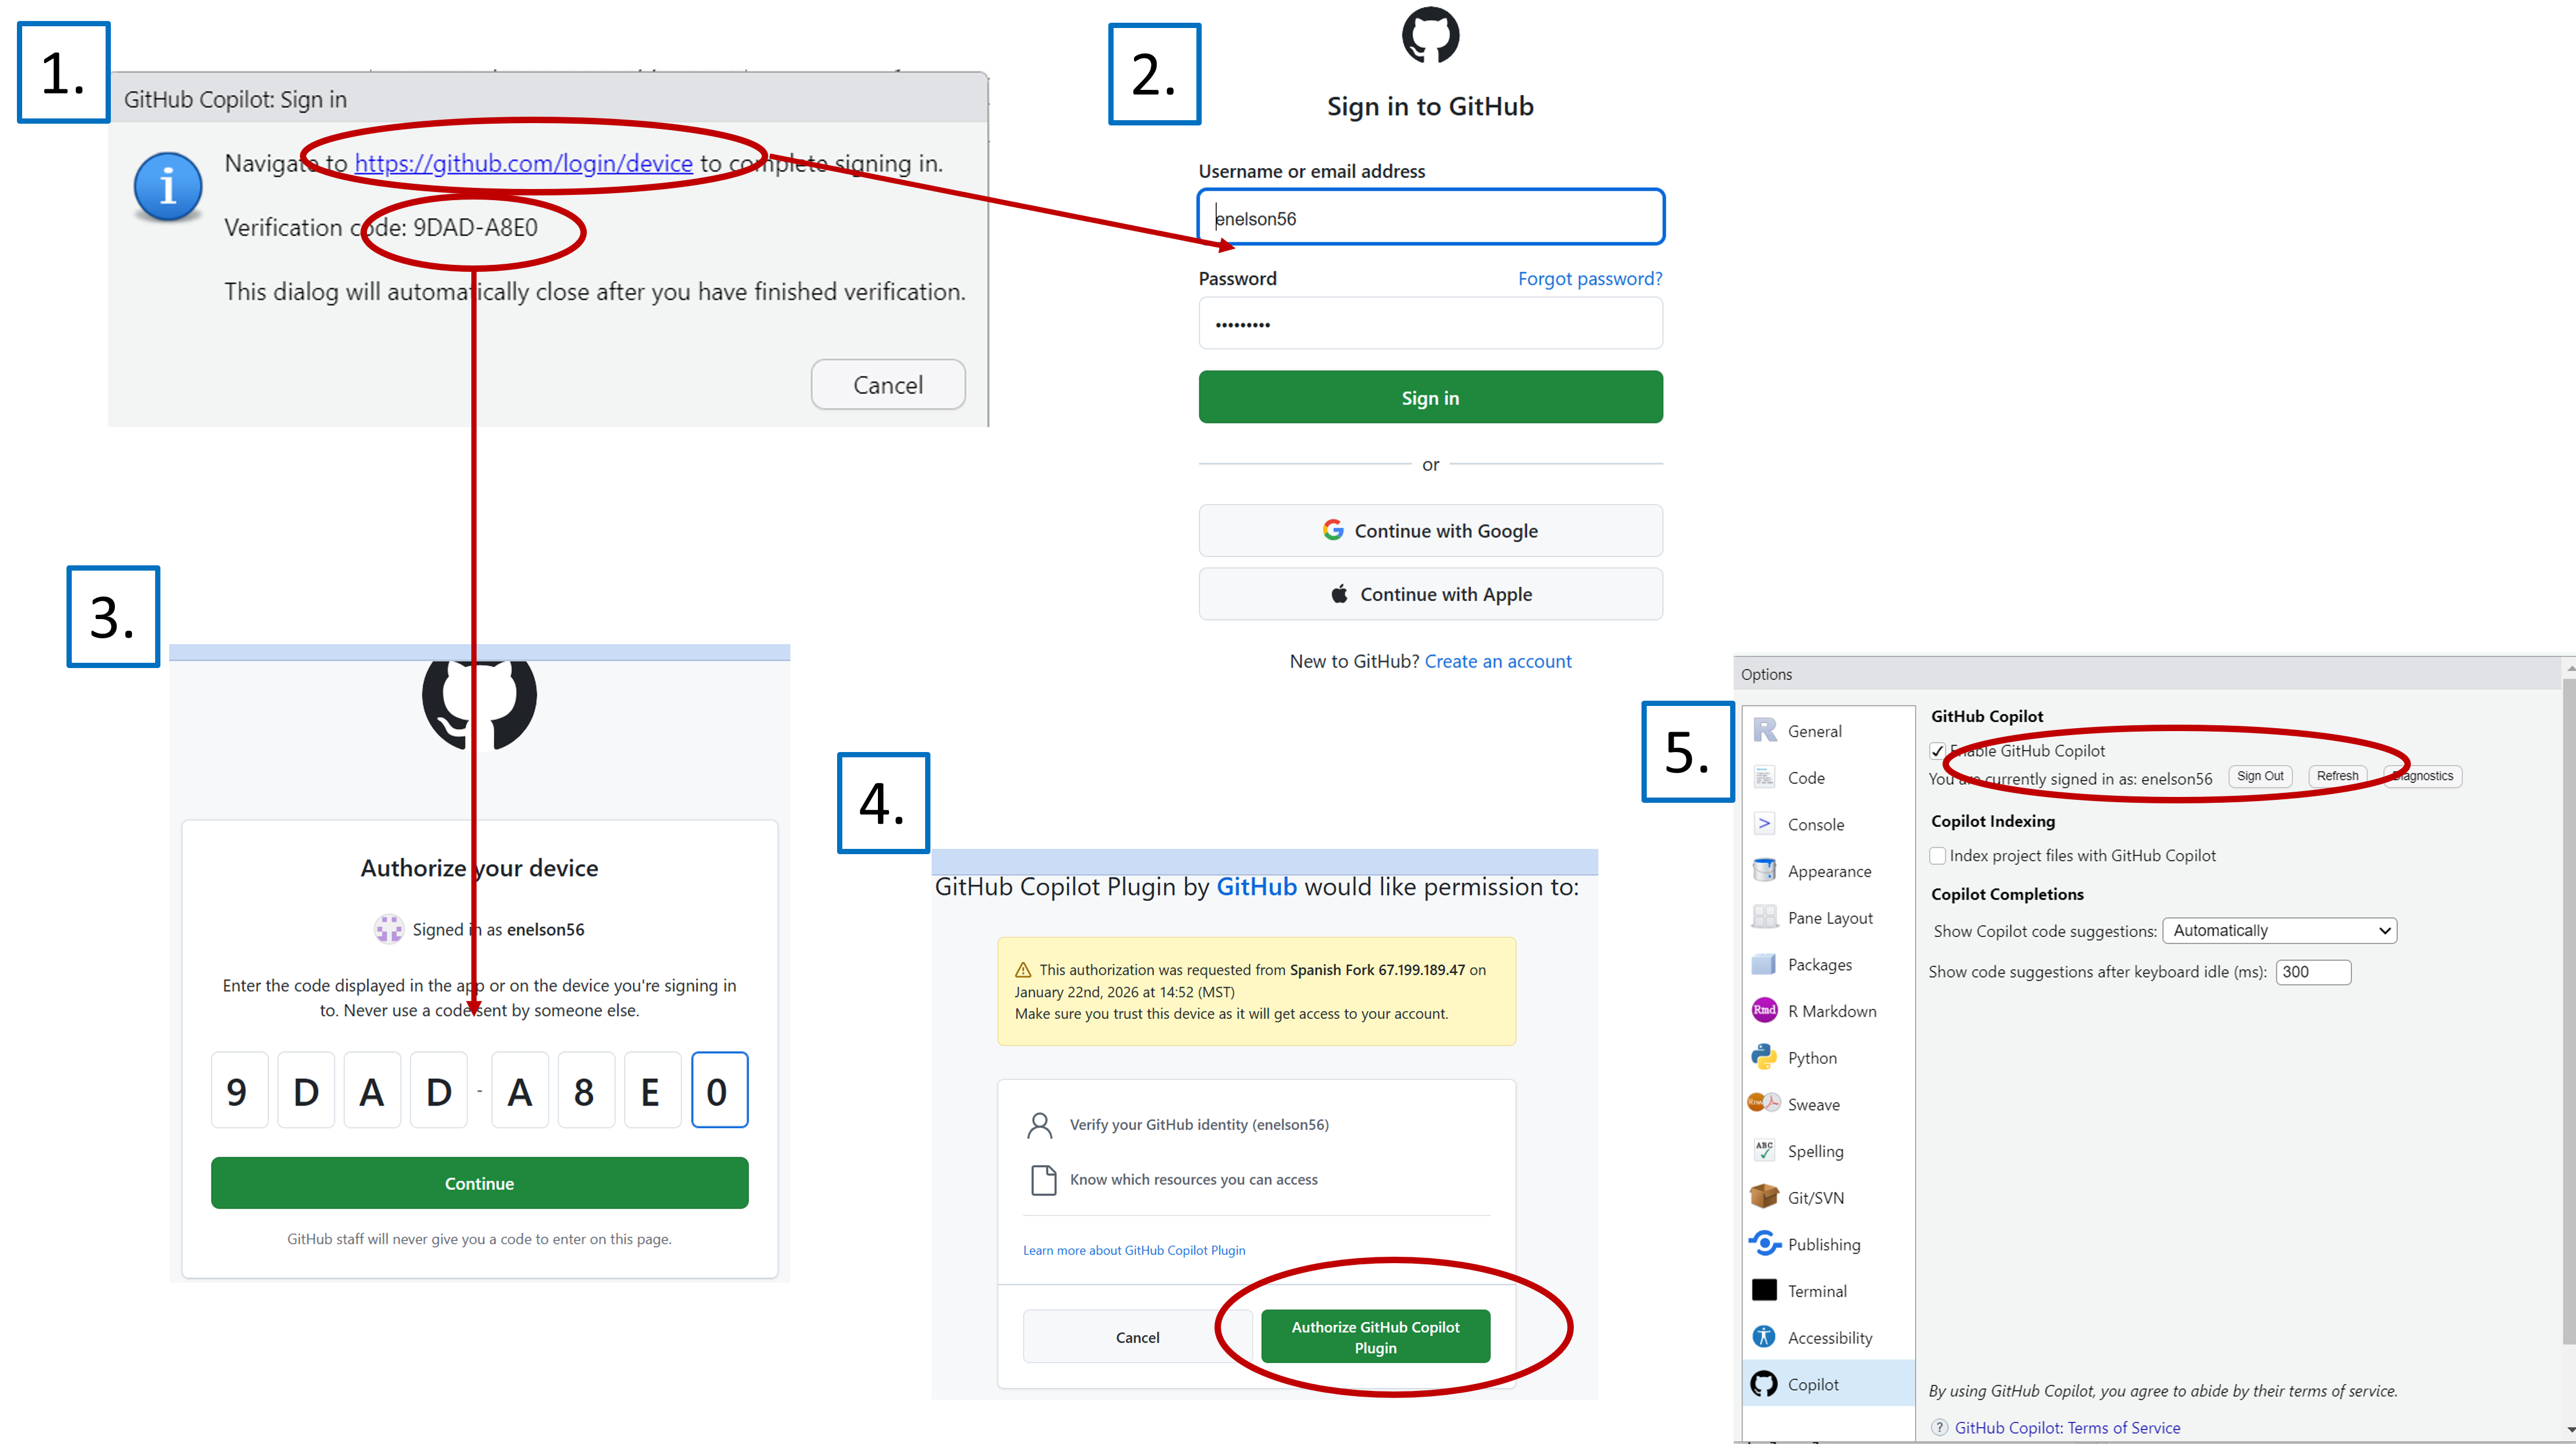 1.
GitHub Copilot: Sign in
Navigate to https://github.com/login/device to complete signing in.
Verification code: 9DAD-A8E0
This dialog will automatically close after you have finished verification.
Cancel
2.
Sign in to GitHub
Username or email address
enelson56
Password
Forgot password?
Sign in
or
Continue with Google
Continue with Apple
New to GitHub? Create an account
3.
Authorize your device
Signed in as enelson56
Enter the code displayed in the app or on the device you're signing in
to. Never use a code sent by someone else.
9 D A D - A 8 E 0
Continue
GitHub staff will never give you a code to enter on this page.
4.
GitHub Copilot Plugin by GitHub would like permission to:
This authorization was requested from Spanish Fork 67.199.189.47 on
January 22nd, 2026 at 14:52 (MST)
Make sure you trust this device as it will get access to your account.
Verify your GitHub identity (enelson56)
Know which resources you can access
Learn more about GitHub Copilot Plugin
Cancel
Authorize GitHub Copilot
Plugin
5.
Options
General
Code
Console
Appearance
Pane Layout
Packages
Rmd R Markdown
Python
Sweave
ABC Spelling
Git/SVN
Publishing
Terminal
Accessibility
Copilot
GitHub Copilot
Enable GitHub Copilot
You are currently signed in as: enelson56 Sign Out Refresh Diagnostics
Copilot Indexing
Index project files with GitHub Copilot
Copilot Completions
Show Copilot code suggestions: Automatically
Show code suggestions after keyboard idle (ms): 300
By using GitHub Copilot, you agree to abide by their terms of service.
? GitHub Copilot: Terms of Service